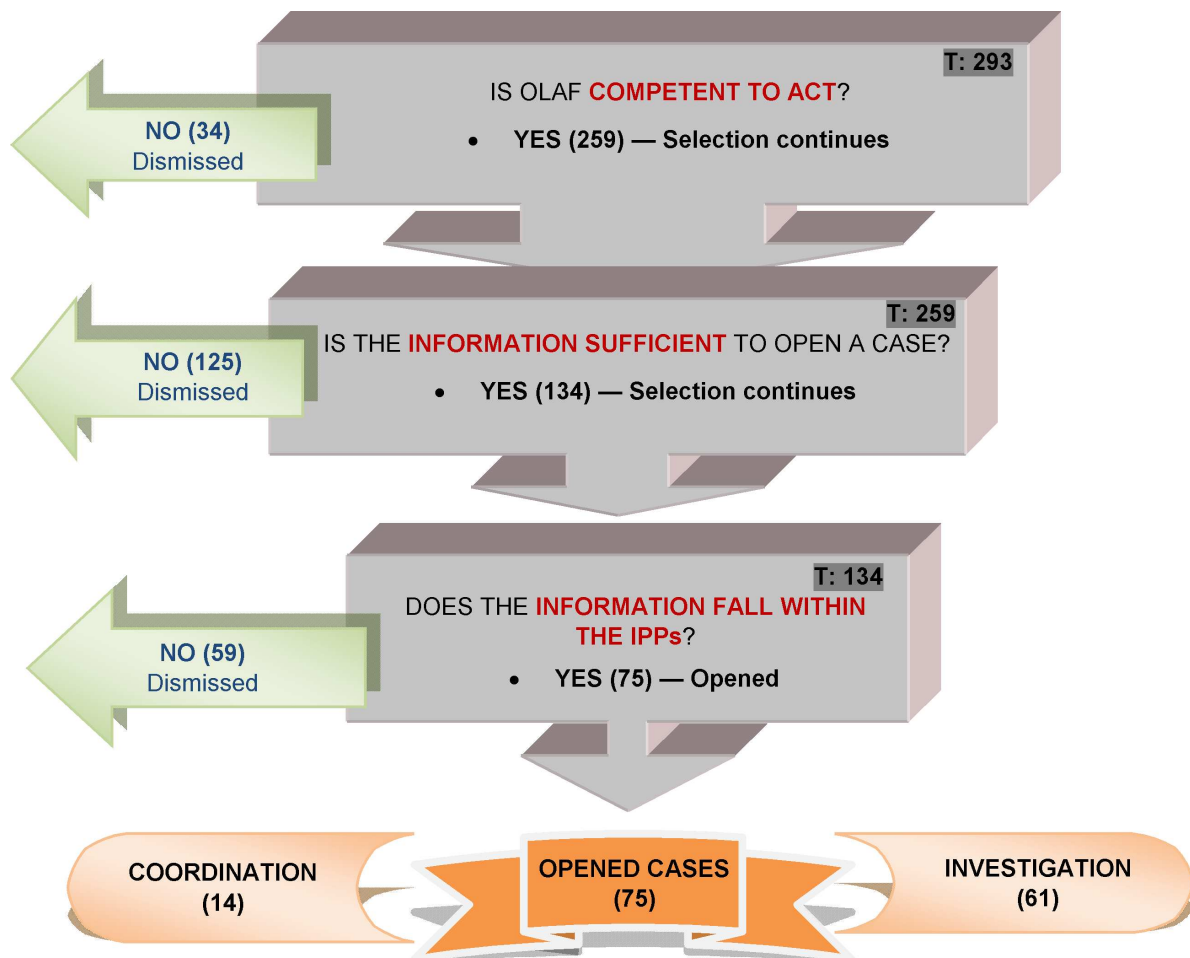 T: 293
IS OLAF COMPETENT TO ACT?
• YES (259) — Selection continues
NO (34)
Dismissed
T: 259
IS THE INFORMATION SUFFICIENT TO OPEN A CASE?
• YES (134) — Selection continues
NO (125)
Dismissed
T: 134
DOES THE INFORMATION FALL WITHIN
THE IPPs?
• YES (75) — Opened
NO (59)
Dismissed
COORDINATION
(14)
OPENED CASES
(75)
INVESTIGATION
(61)